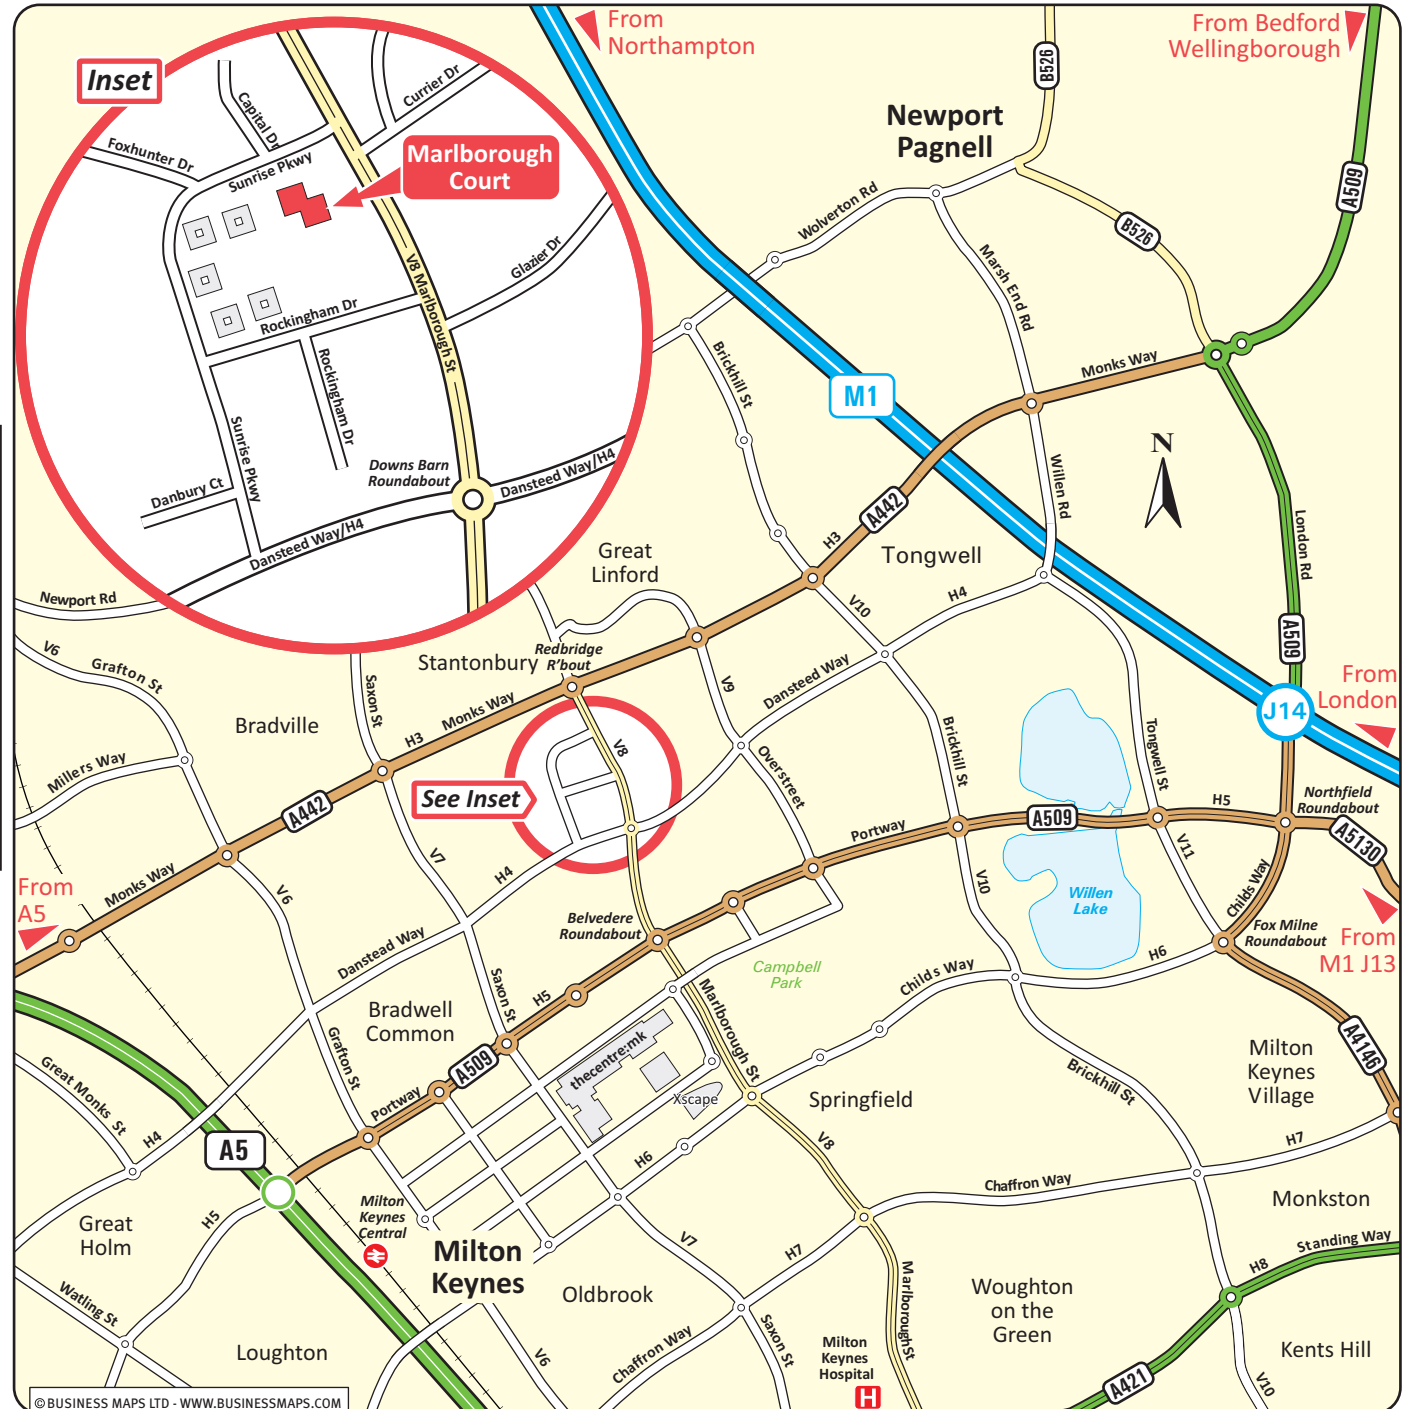 From
Northampton
From Bedford
Wellingborough
B526
Newport
Pagnell
Inset
Capital Dr
Currier Dr
Foxhunter Dr
Sunrise Pkwy
Marlborough
Court
V8 Marlborough St
Glazier Dr
Rockingham Dr
Rockingham Dr
Sunrise Pkwy
Danbury Ct
Downs Barn
Roundabout
Dansteed Way/H4
Dansteed Way/H4
Newport Rd
Wolverton Rd
Marsh End Rd
B526
A509
Brickhill St
Monks Way
M1
N
Willen Rd
A442
H3
Tongwell
London Rd
Great
Linford
V10
H4
A509
V6
Grafton St
Stantonbury
Redbridge
R'bout
Saxon St
V9
Dansteed Way
From
London
J14
Bradville
H3
Monks Way
V8
Overstreet
Brickhill St
Tongwell St
Millers Way
See Inset
A442
Portway
A509
H5
Northfield
Roundabout
A5130
V7
H4
V11
From
A5
Monks Way
V6
V10
Willen
Lake
Childs Way
Belvedere
Roundabout
Fox Milne
Roundabout
From
M1 J13
Danstead Way
Campbell
Park
Childs Way
H6
Bradwell
Common
Saxon St
H5
Marlborough St
Grafton St
thecentre:mk
Great Monks St
A509
Portway
Xscape
Springfield
Brickhill St
Milton
Keynes
Village
A4146
H4
A5
H6
V8
H7
Chaffron Way
Milton
Keynes
Central
Great
Holm
H5
Milton
Keynes
V7
H7
Monkston
Standing Way
H8
Watling St
Oldbrook
Marlborough St
Woughton
on the
Green
Loughton
V6
Chaffron Way
Saxon St
Milton
Keynes
Hospital
H
Kents Hill
A421
V10
© BUSINESS MAPS LTD - WWW.BUSINESSMAPS.COM